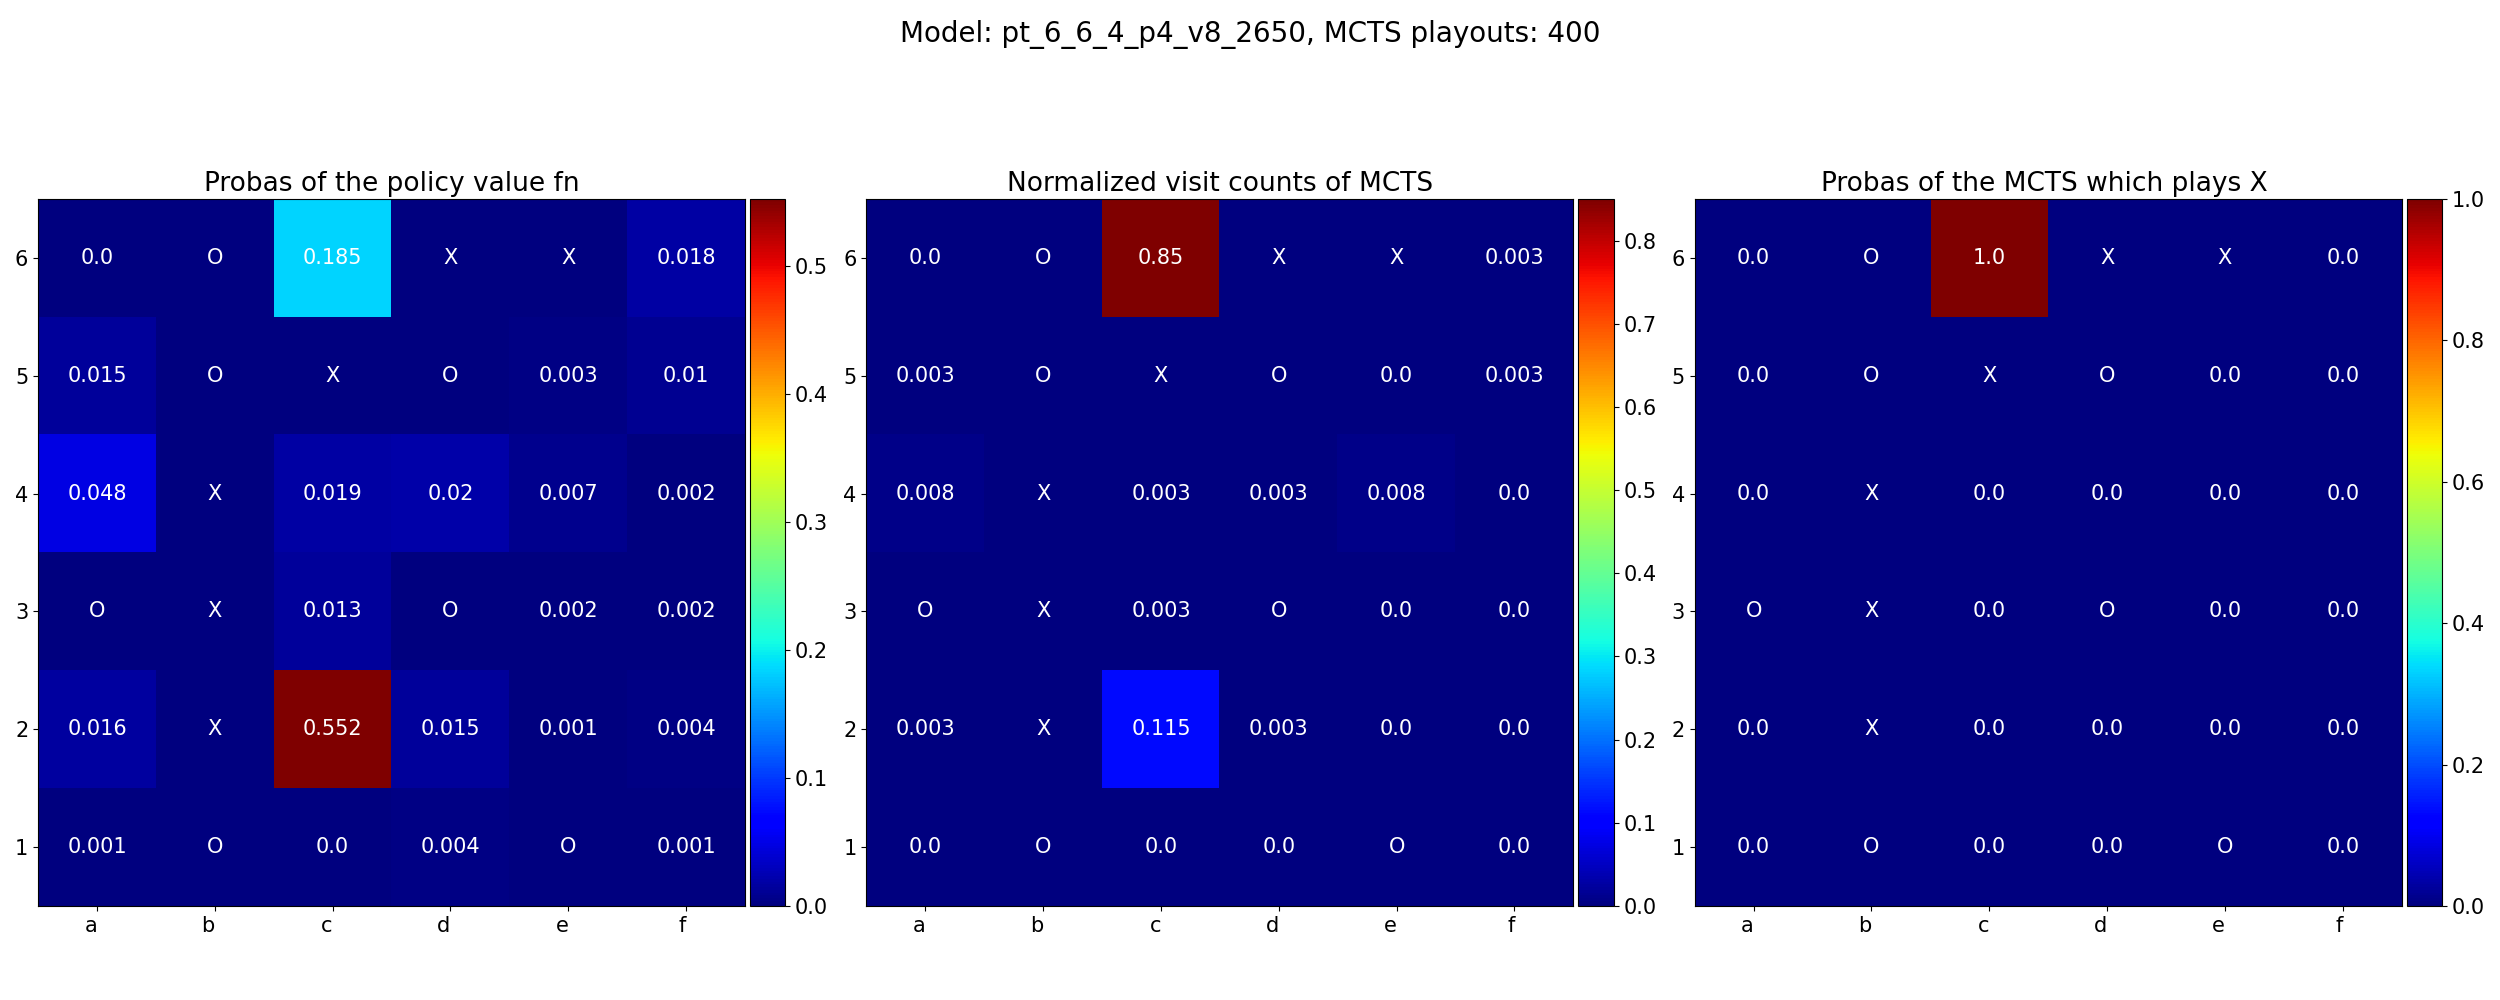 Model: pt_6_6_4_p4_v8_2650, MCTS playouts: 400
Probas of the policy value fn
6 0.0 O 0.185 X X 0.018
5 0.015 O X O 0.003 0.01
4 0.048 X 0.019 0.02 0.007 0.002
3 O X 0.013 O 0.002 0.002
2 0.016 X 0.552 0.015 0.001 0.004
1 0.001 O 0.0 0.004 O 0.001
a b c d e f
0.5
0.4
0.3
0.2
0.1
0.0
Normalized visit counts of MCTS
6 0.0 O 0.85 X X 0.003
5 0.003 O X O 0.0 0.003
4 0.008 X 0.003 0.003 0.008 0.0
3 O X 0.003 O 0.0 0.0
2 0.003 X 0.115 0.003 0.0 0.0
1 0.0 O 0.0 0.0 O 0.0
a b c d e f
0.8
0.7
0.6
0.5
0.4
0.3
0.2
0.1
0.0
Probas of the MCTS which plays X
6 0.0 O 1.0 X X 0.0
5 0.0 O X O 0.0 0.0
4 0.0 X 0.0 0.0 0.0 0.0
3 O X 0.0 O 0.0 0.0
2 0.0 X 0.0 0.0 0.0 0.0
1 0.0 O 0.0 0.0 O 0.0
a b c d e f
1.0
0.8
0.6
0.4
0.2
0.0